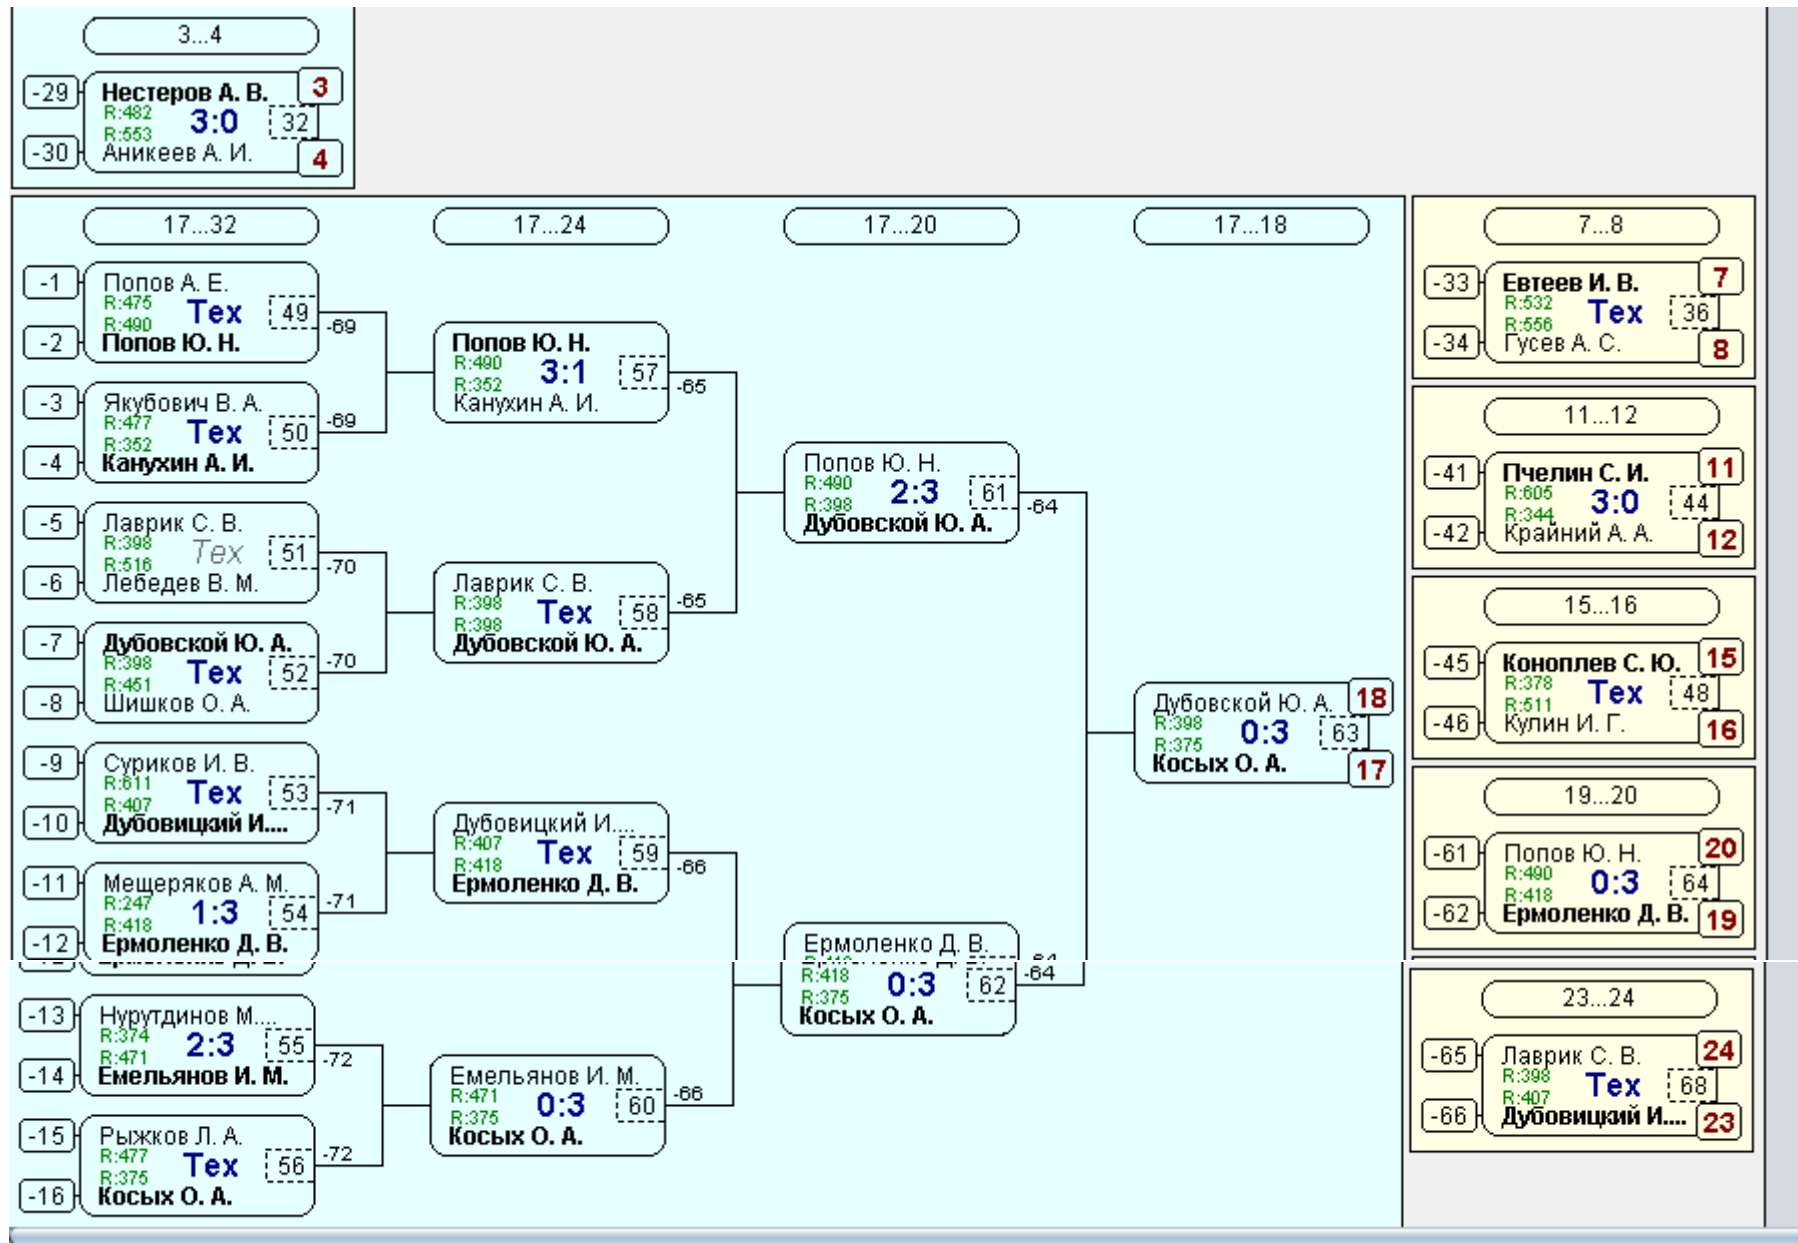 3...4
-29
Нестеров А. В.
3
R:482
R:553
3:0
32
-30
Аникеев А. И.
4
17...32
17...24
17...20
17...18
-1
Попов А. Е.
R:475
R:490
Тех
49
-69
-2
Попов Ю. Н.
-3
Якубович В. А.
R:477
R:352
Тех
50
-69
-4
Канухин А. И.
-5
Лаврик С. В.
R:398
R:516
Тех
51
-70
-6
Лебедев В. М.
-7
Дубовской Ю. А.
R:398
R:451
Тех
52
-70
-8
Шишков О. А.
-9
Суриков И. В.
R:611
R:407
Тех
53
-71
-10
Дубовицкий И....
-11
Мещеряков А. М.
R:247
R:418
1:3
54
-71
-12
Ермоленко Д. В.
-13
Нурутдинов М....
R:374
R:471
2:3
55
-72
-14
Емельянов И. М.
-15
Рыжков Л. А.
R:477
R:375
Тех
56
-72
-16
Косых О. А.
Попов Ю. Н.
R:490
R:352
3:1
57
-65
Канухин А. И.
Лаврик С. В.
R:398
R:398
Тех
58
-65
Дубовской Ю. А.
Дубовицкий И....
R:407
R:418
Тех
59
-66
Ермоленко Д. В.
Емельянов И. М.
R:471
R:375
0:3
60
-66
Косых О. А.
Попов Ю. Н.
R:490
R:398
2:3
61
-64
Дубовской Ю. А.
Ермоленко Д. В.
R:418
R:375
0:3
62
-64
Косых О. А.
Дубовской Ю. А.
18
R:398
R:375
0:3
63
Косых О. А.
17
7...8
-33
Евтеев И. В.
7
R:532
R:556
Тех
36
-34
Гусев А. С.
8
11...12
-41
Пчелин С. И.
11
R:605
R:344
3:0
44
-42
Крайний А. А.
12
15...16
-45
Коноплев С. Ю.
15
R:378
R:511
Тех
48
-46
Кулин И. Г.
16
19...20
-61
Попов Ю. Н.
20
R:490
R:418
0:3
64
-62
Ермоленко Д. В.
19
23...24
-65
Лаврик С. В.
24
R:398
R:407
Тех
68
-66
Дубовицкий И....
23